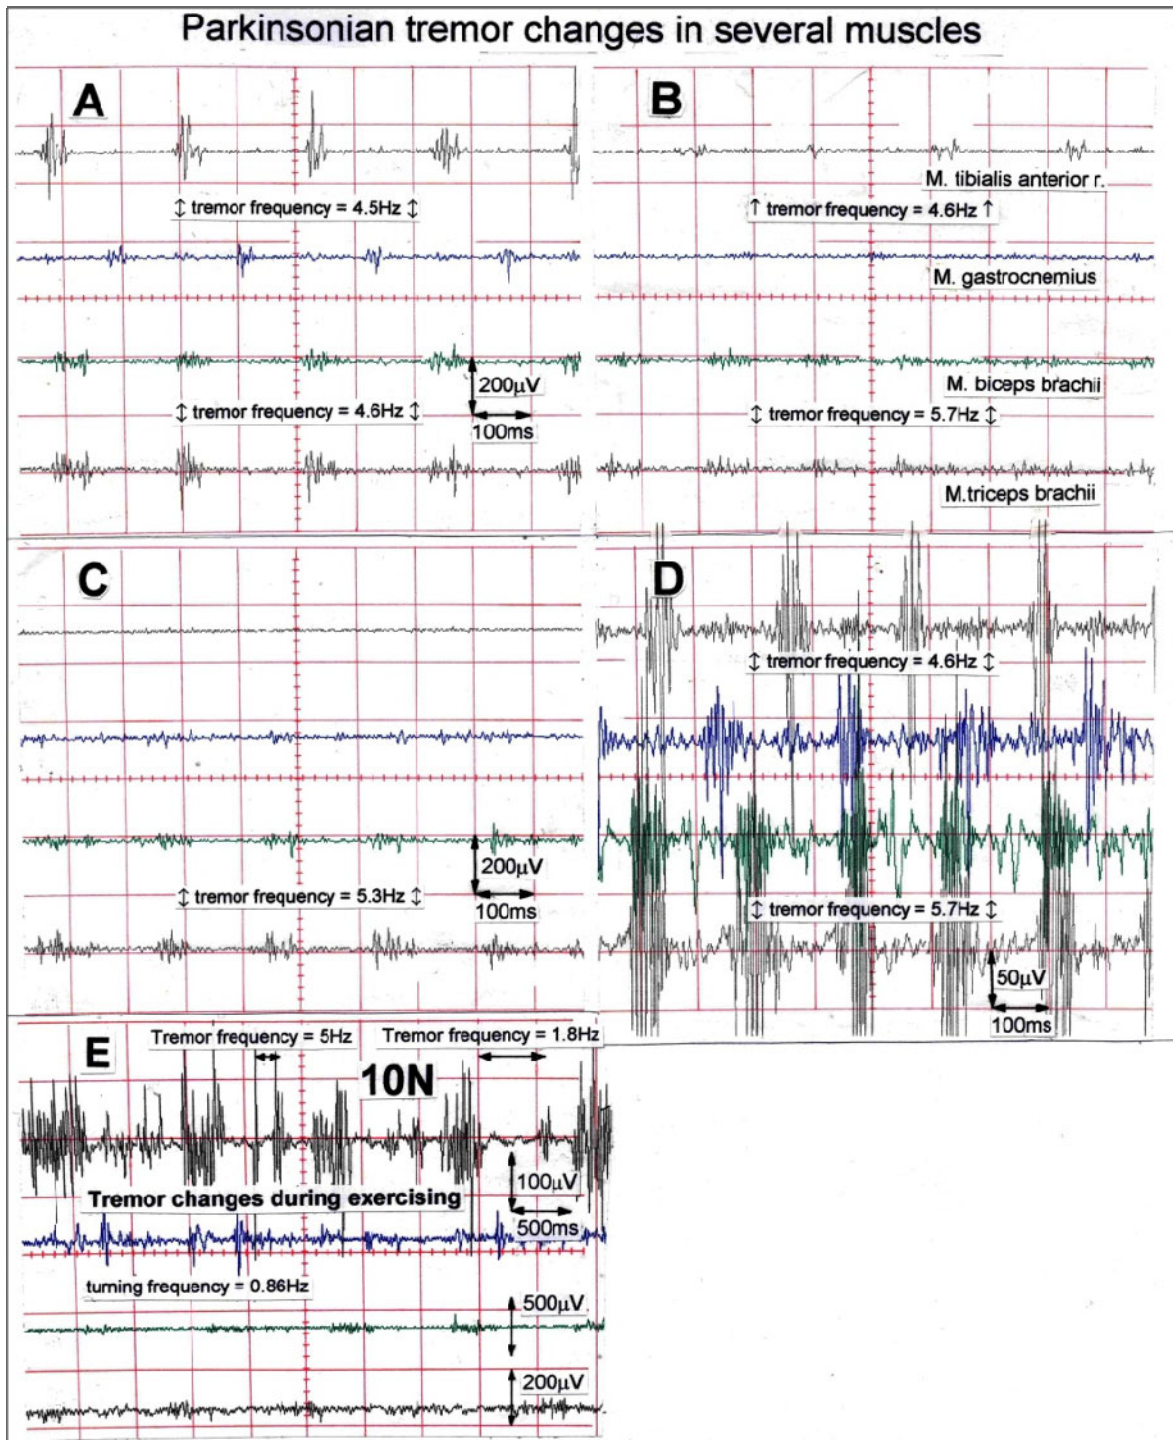 Parkinsonian tremor changes in several muscles
A
↕ tremor frequency = 4.5Hz ↕
200µV
↕ tremor frequency = 4.6Hz ↕
100ms
B
M. tibialis anterior r.
↑ tremor frequency = 4.6Hz ↑
M. gastrocnemius
M. biceps brachii
↕ tremor frequency = 5.7Hz ↕
M.triceps brachii
C
200µV
↕ tremor frequency = 5.3Hz ↕
100ms
D
↕ tremor frequency = 4.6Hz ↕
↕ tremor frequency = 5.7Hz ↕
50µV
100ms
Tremor frequency = 5Hz
Tremor frequency = 1.8Hz
E
10N
100µV
Tremor changes during exercising
500ms
turning frequency = 0.86Hz
500µV
200µV